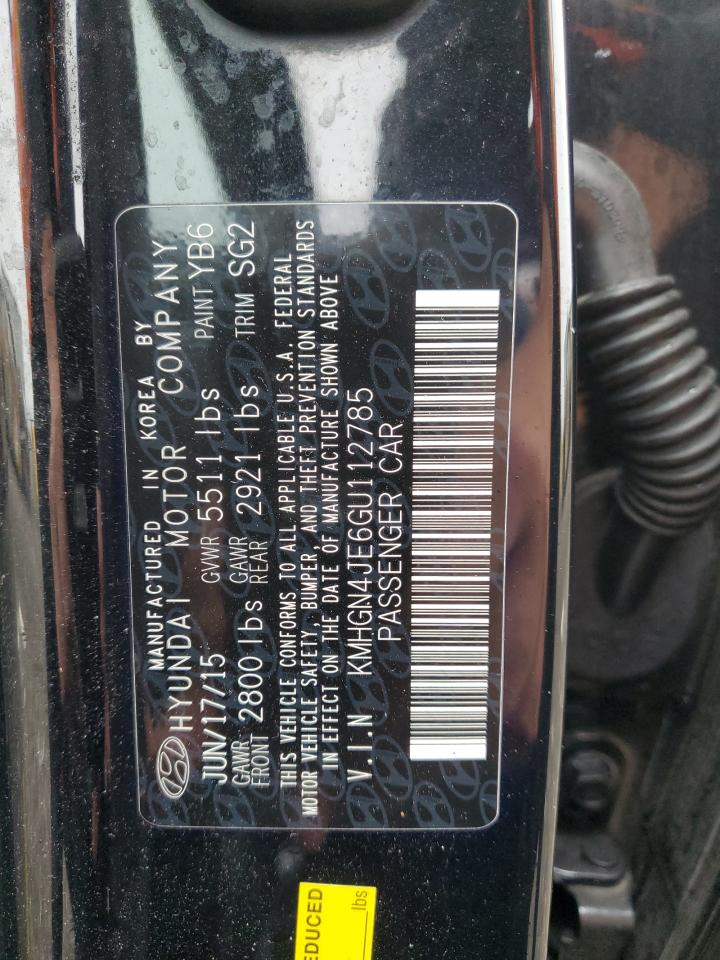 MANUFACTURED IN KOREA BY
HYUNDAI MOTOR COMPANY
JUN/17/15 GVWR 5511 lbs PAINT YB6
GAWR FRONT 2800 lbs GAWR REAR 2921 lbs TRIM SG2
THIS VEHICLE CONFORMS TO ALL APPLICABLE U.S.A. FEDERAL
MOTOR VEHICLE SAFETY, BUMPER, AND THEFT PREVENTION STANDARDS
IN EFFECT ON THE DATE OF MANUFACTURE SHOWN ABOVE
V.I.N KMHGN4JE6GU112785
PASSENGER CAR
EDUCED
lbs